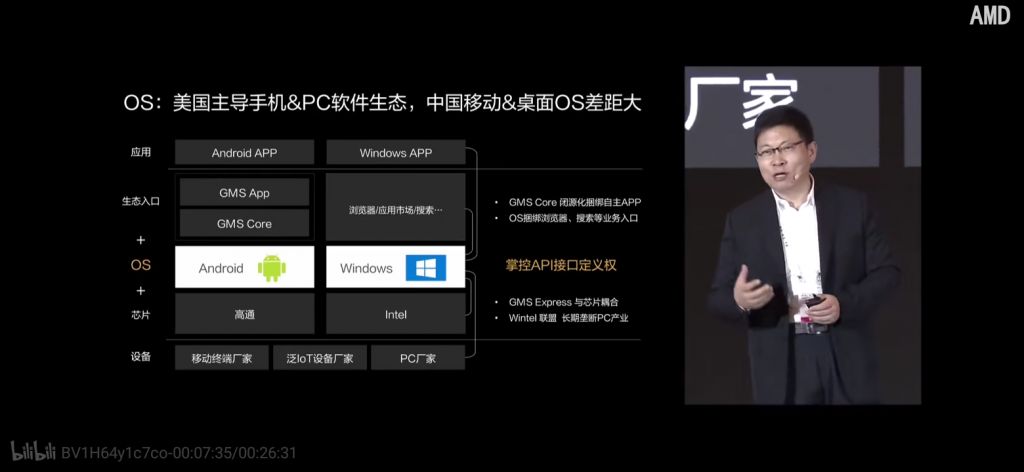 AMD
厂家
OS：美国主导手机&PC软件生态，中国移动&桌面OS差距大
应用
Android APP
Windows APP
生态入口
GMS App
GMS Core
浏览器/应用市场/搜索…
• GMS Core 闭源化捆绑自主APP
• OS捆绑浏览器、搜索等业务入口
+
OS
Android
Windows
掌控API接口定义权
+
芯片
高通
Intel
• GMS Express 与芯片耦合
• Wintel 联盟 长期垄断PC产业
设备
移动终端厂家
泛IoT设备厂家
PC厂家
bilibili BV1H64y1c7co-00:07:35/00:26:31